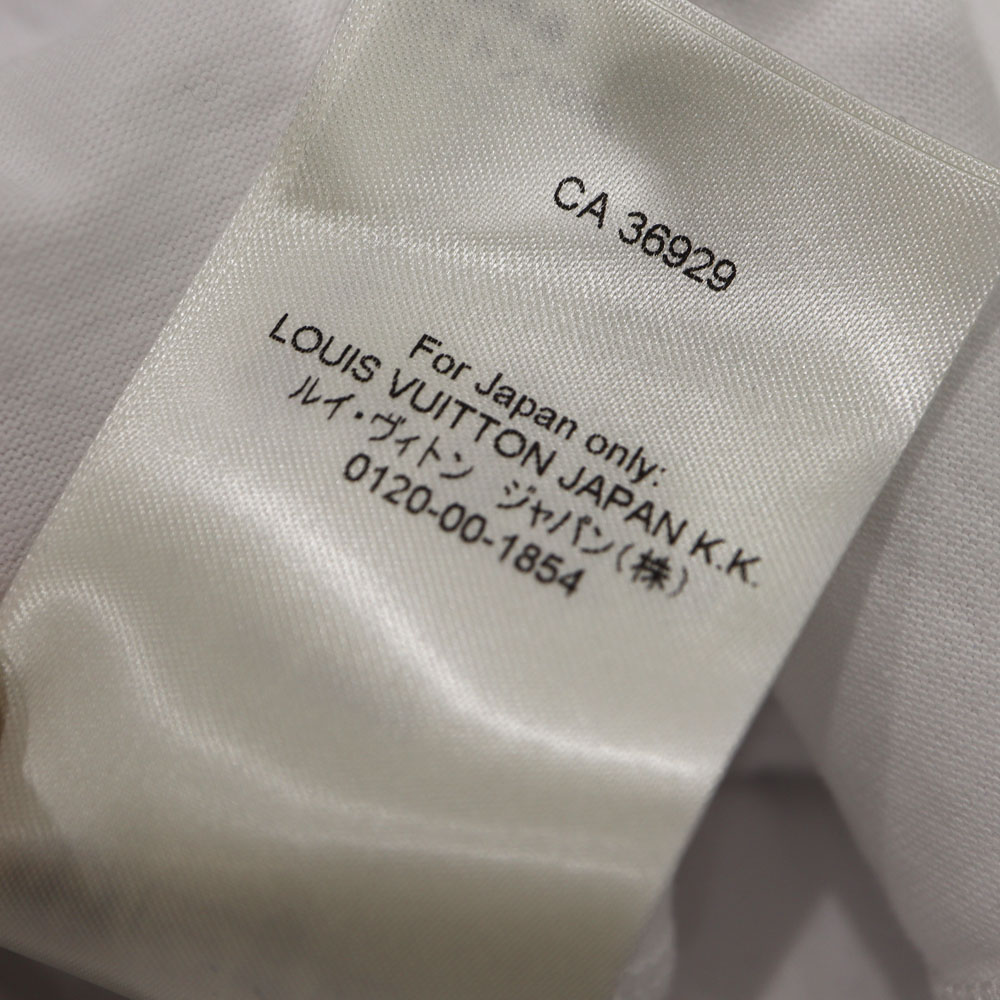 CA 36929
For Japan only:
LOUIS VUITTON JAPAN K.K.
ルイ・ヴィトン ジャパン(株)
0120-00-1854